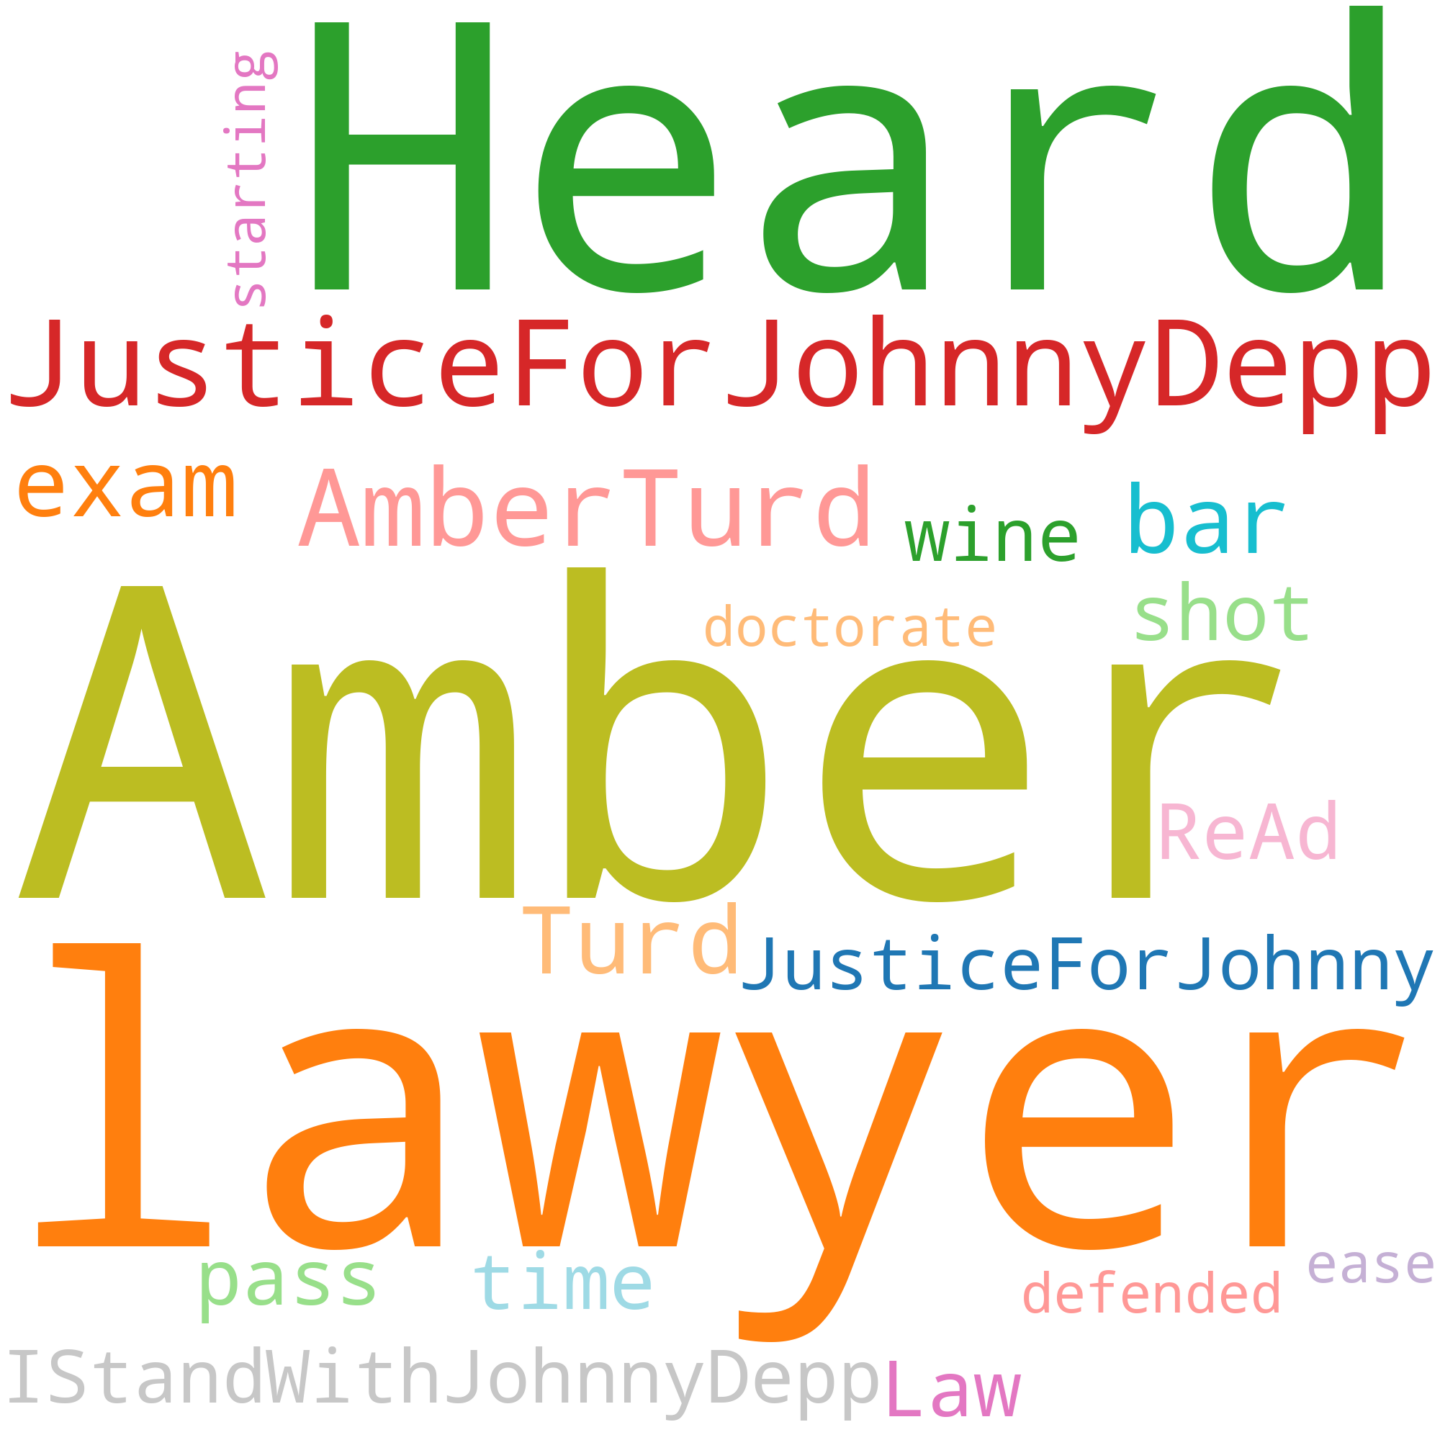 starting
Heard
JusticeForJohnnyDepp
exam
AmberTurd
wine
bar
shot
doctorate
Amber
ReAd
Turd
JusticeForJohnny
lawyer
pass
time
defended
ease
IStandWithJohnnyDepp
Law